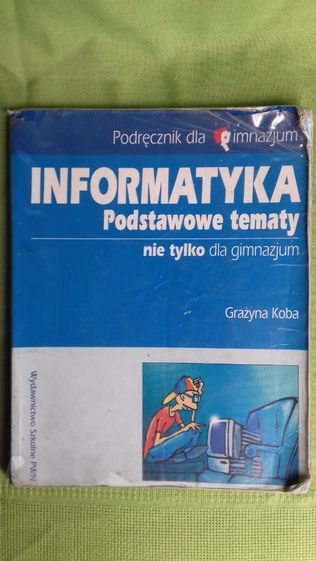 Podręcznik dla gimnazjum
INFORMATYKA
Podstawowe tematy
nie tylko dla gimnazjum
Grażyna Koba
Wydawnictwo Szkolne PWN